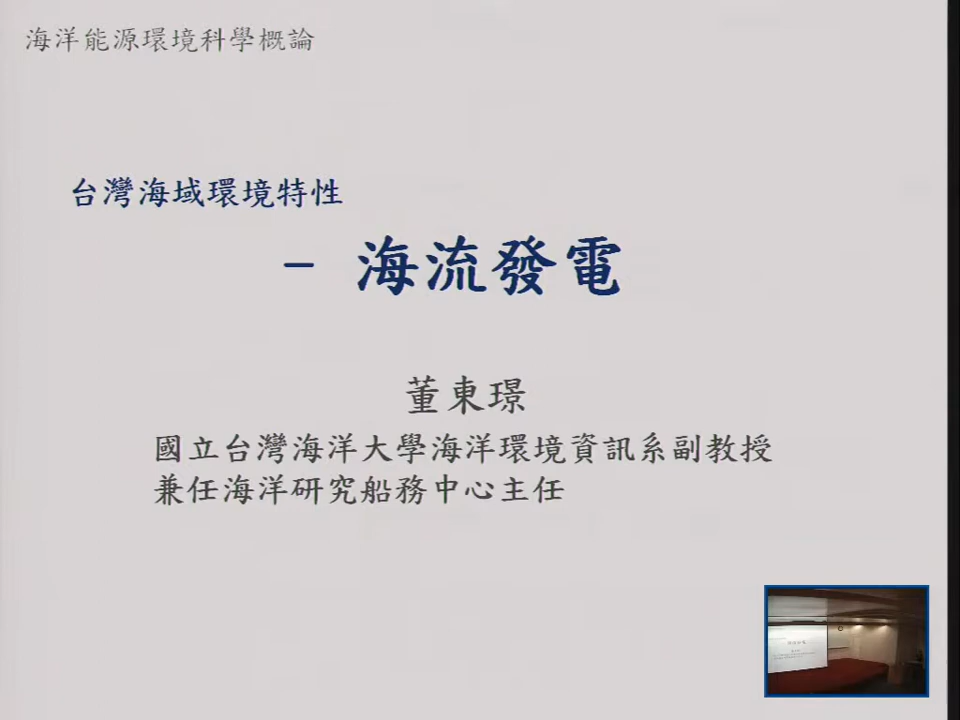 海洋能源環境科學概論
台灣海域環境特性
- 海流發電
董東璟
國立台灣海洋大學海洋環境資訊系副教授
兼任海洋研究船務中心主任